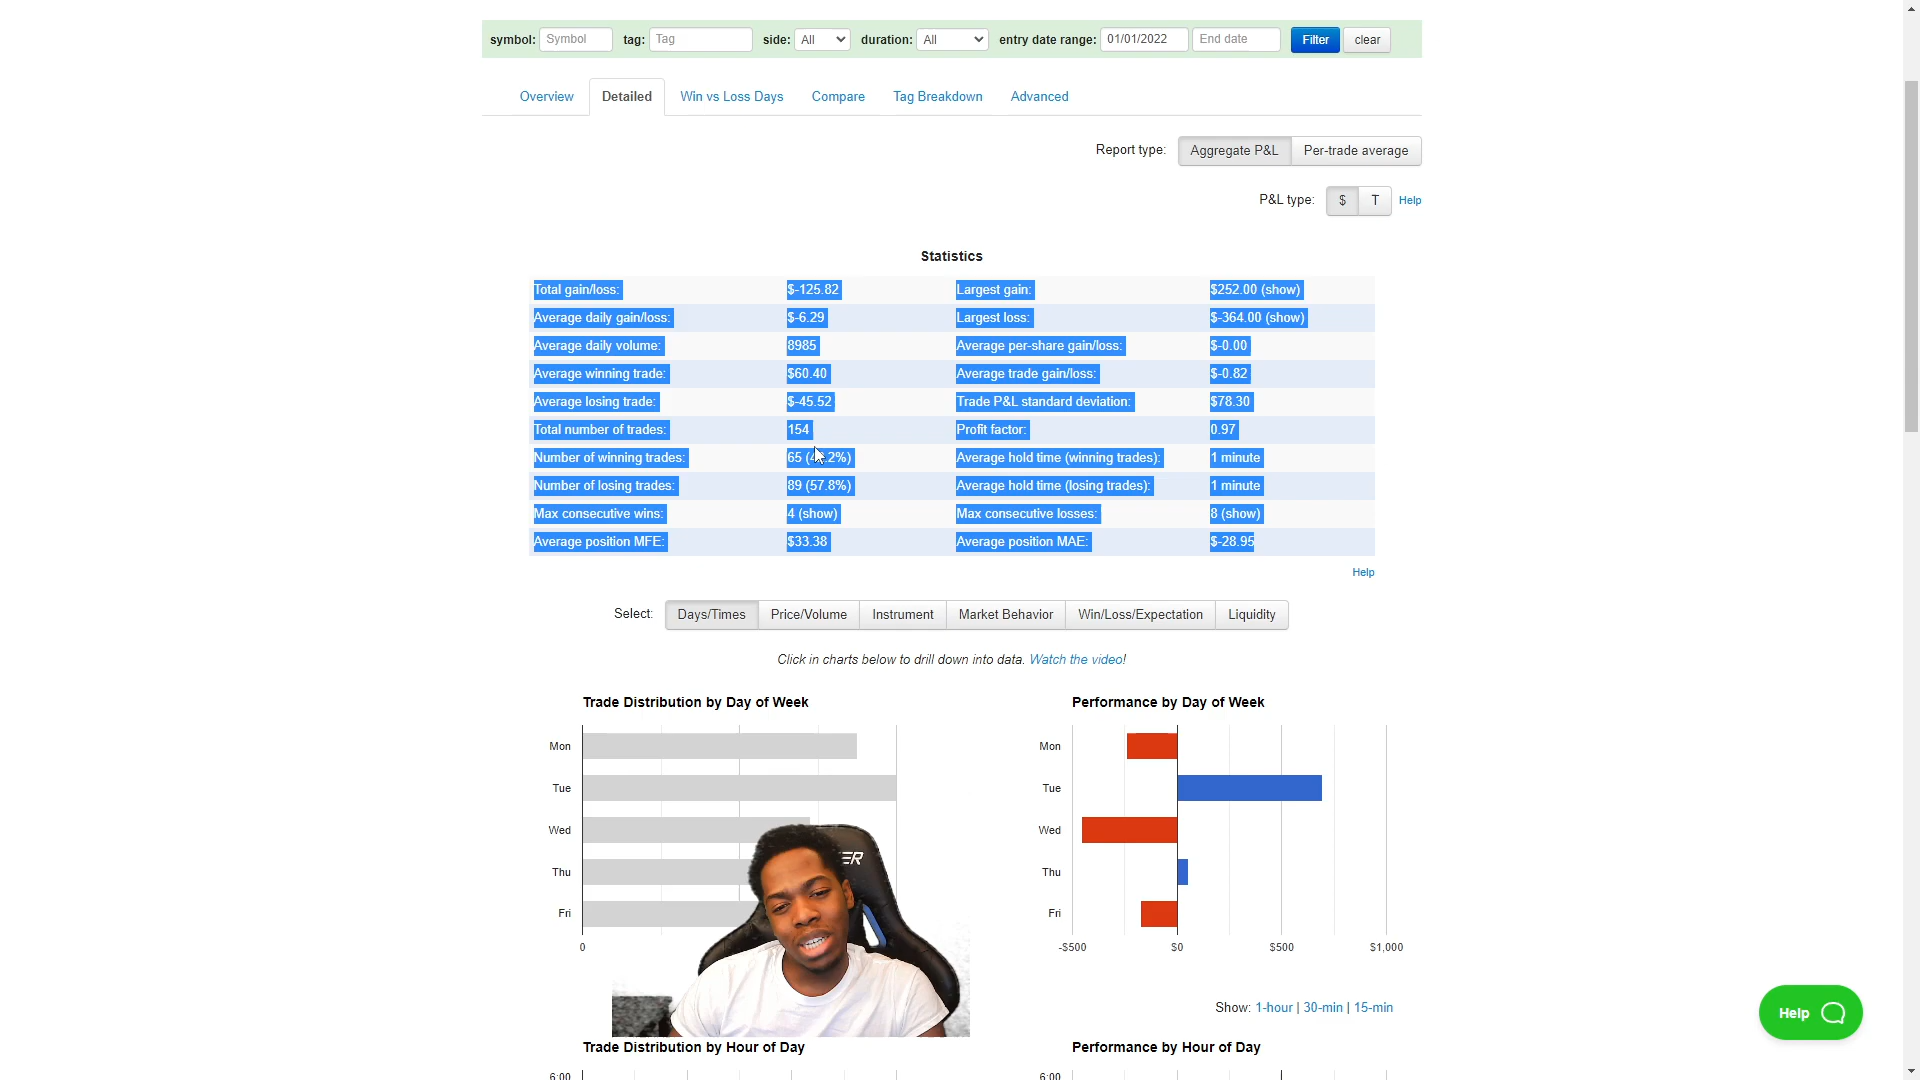 symbol: Symbol tag: Tag side: All duration: All entry date range: 01/01/2022 End date Filter clear
Overview Detailed Win vs Loss Days Compare Tag Breakdown Advanced
Report type: Aggregate P&L Per-trade average
P&L type: $ T Help
Statistics
Total gain/loss: $-125.82 Largest gain: $252.00 (show)
Average daily gain/loss: $-6.29 Largest loss: $-364.00 (show)
Average daily volume: 8985 Average per-share gain/loss: $-0.00
Average winning trade: $60.40 Average trade gain/loss: $-0.82
Average losing trade: $-45.52 Trade P&L standard deviation: $78.30
Total number of trades: 154 Profit factor: 0.97
Number of winning trades: 65 Average hold time (winning trades): 1 minute
Number of losing trades: 89 (57.8%) Average hold time (losing trades): 1 minute
Max consecutive wins: 4 (show) Max consecutive losses: 8 (show)
Average position MFE: $33.38 Average position MAE: $-28.95
Help
Select: Days/Times Price/Volume Instrument Market Behavior Win/Loss/Expectation Liquidity
Click in charts below to drill down into data. Watch the video!
Trade Distribution by Day of Week Performance by Day of Week
Mon Mon
Tue Tue
Wed Wed
Thu Thu
Fri Fri
0 -$500 $0 $500 $1,000
Show: 1-hour | 30-min | 15-min
Help
Trade Distribution by Hour of Day Performance by Hour of Day
6:00 6:00